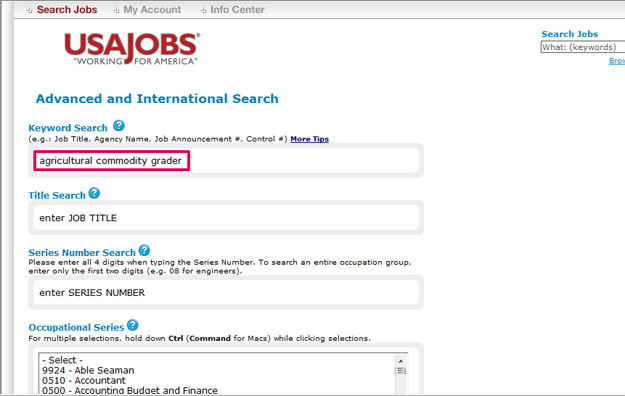 Search Jobs My Account Info Center
USAJOBS®
"WORKING FOR AMERICA"
Search Jobs
What: (keywords)
Advanced and International Search
Keyword Search ?
(e.g.: Job Title, Agency Name, Job Announcement #, Control #) More Tips
agricultural commodity grader
Title Search ?
enter JOB TITLE
Series Number Search ?
Please enter all 4 digits when typing the Series Number. To search an entire occupation group,
enter only the first two digits (e.g. 08 for engineers).
enter SERIES NUMBER
Occupational Series ?
For multiple selections, hold down Ctrl (Command for Macs) while clicking selections.
- Select -
9924 - Able Seaman
0510 - Accountant
0500 - Accounting Budget and Finance